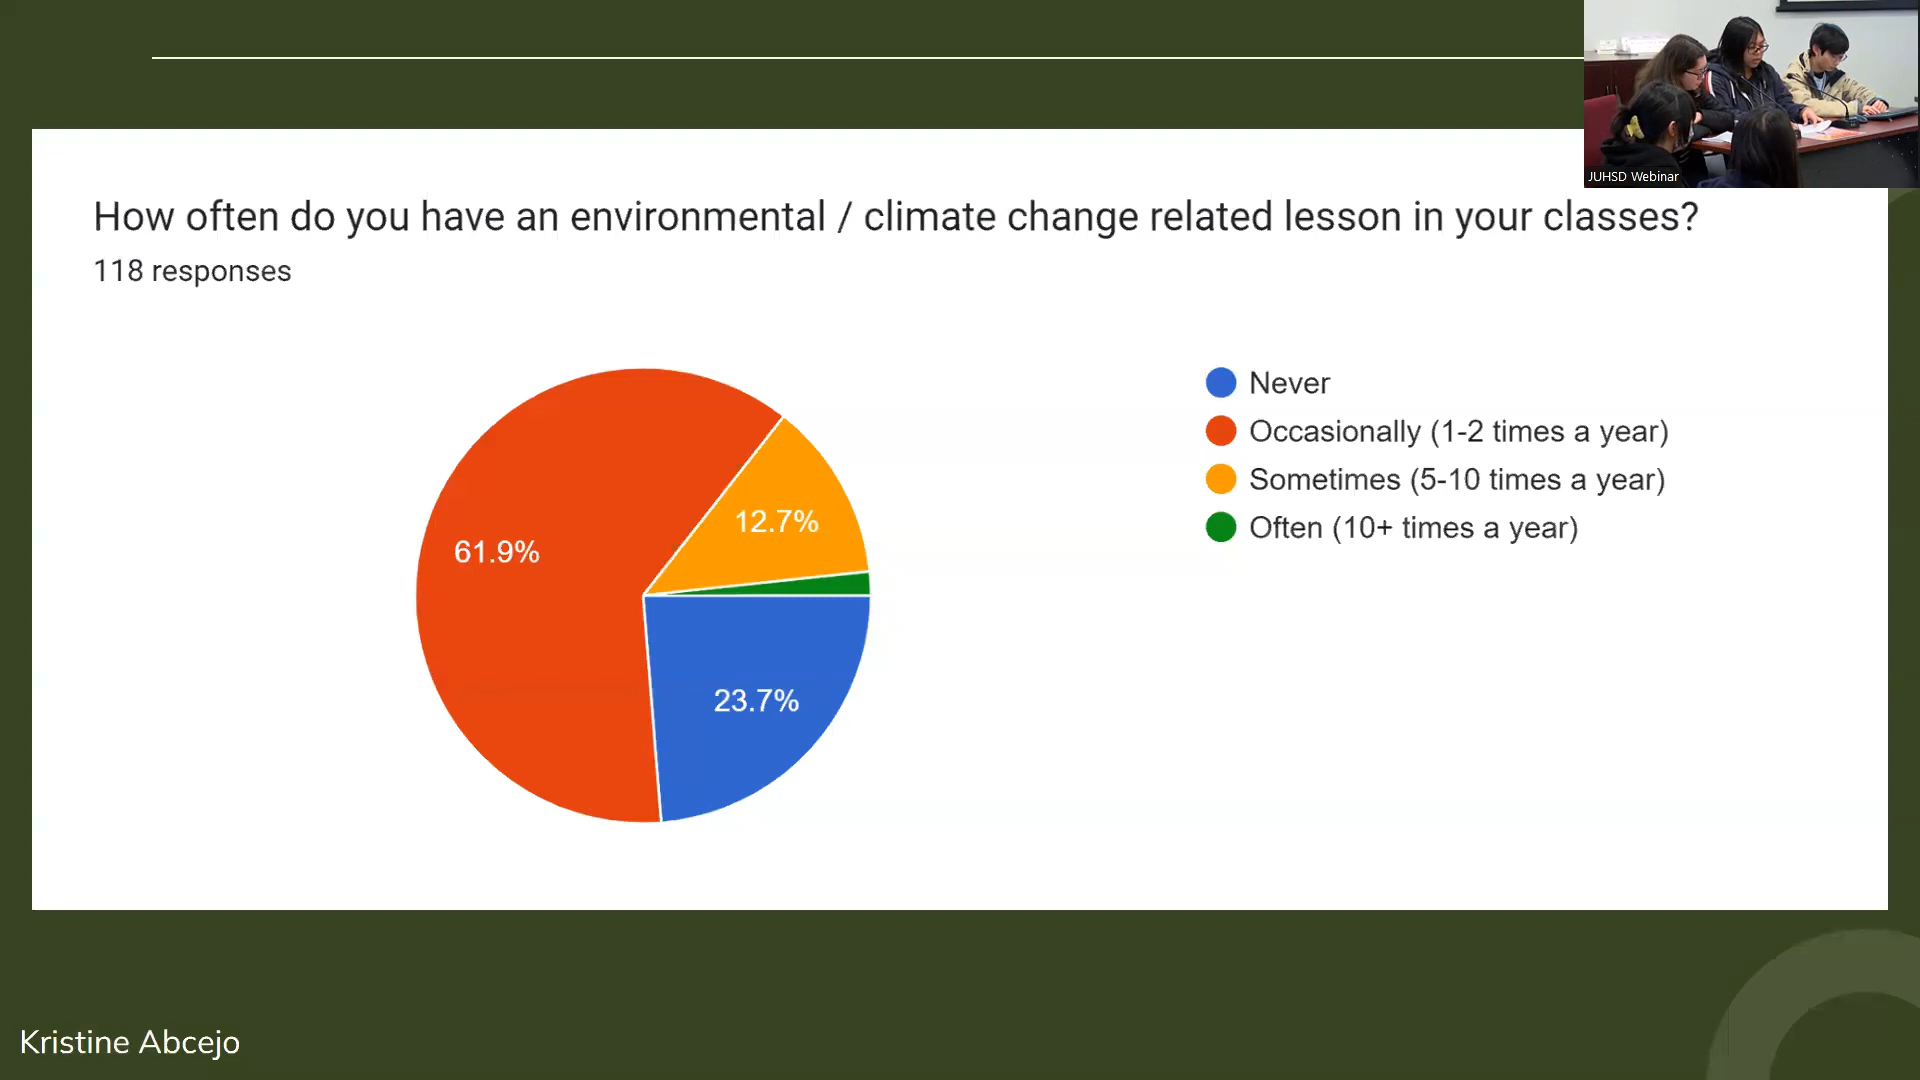 JUHSD Webinar
How often do you have an environmental / climate change related lesson in your classes?
118 responses
61.9%
12.7%
23.7%
Never
Occasionally (1-2 times a year)
Sometimes (5-10 times a year)
Often (10+ times a year)
Kristine Abcejo